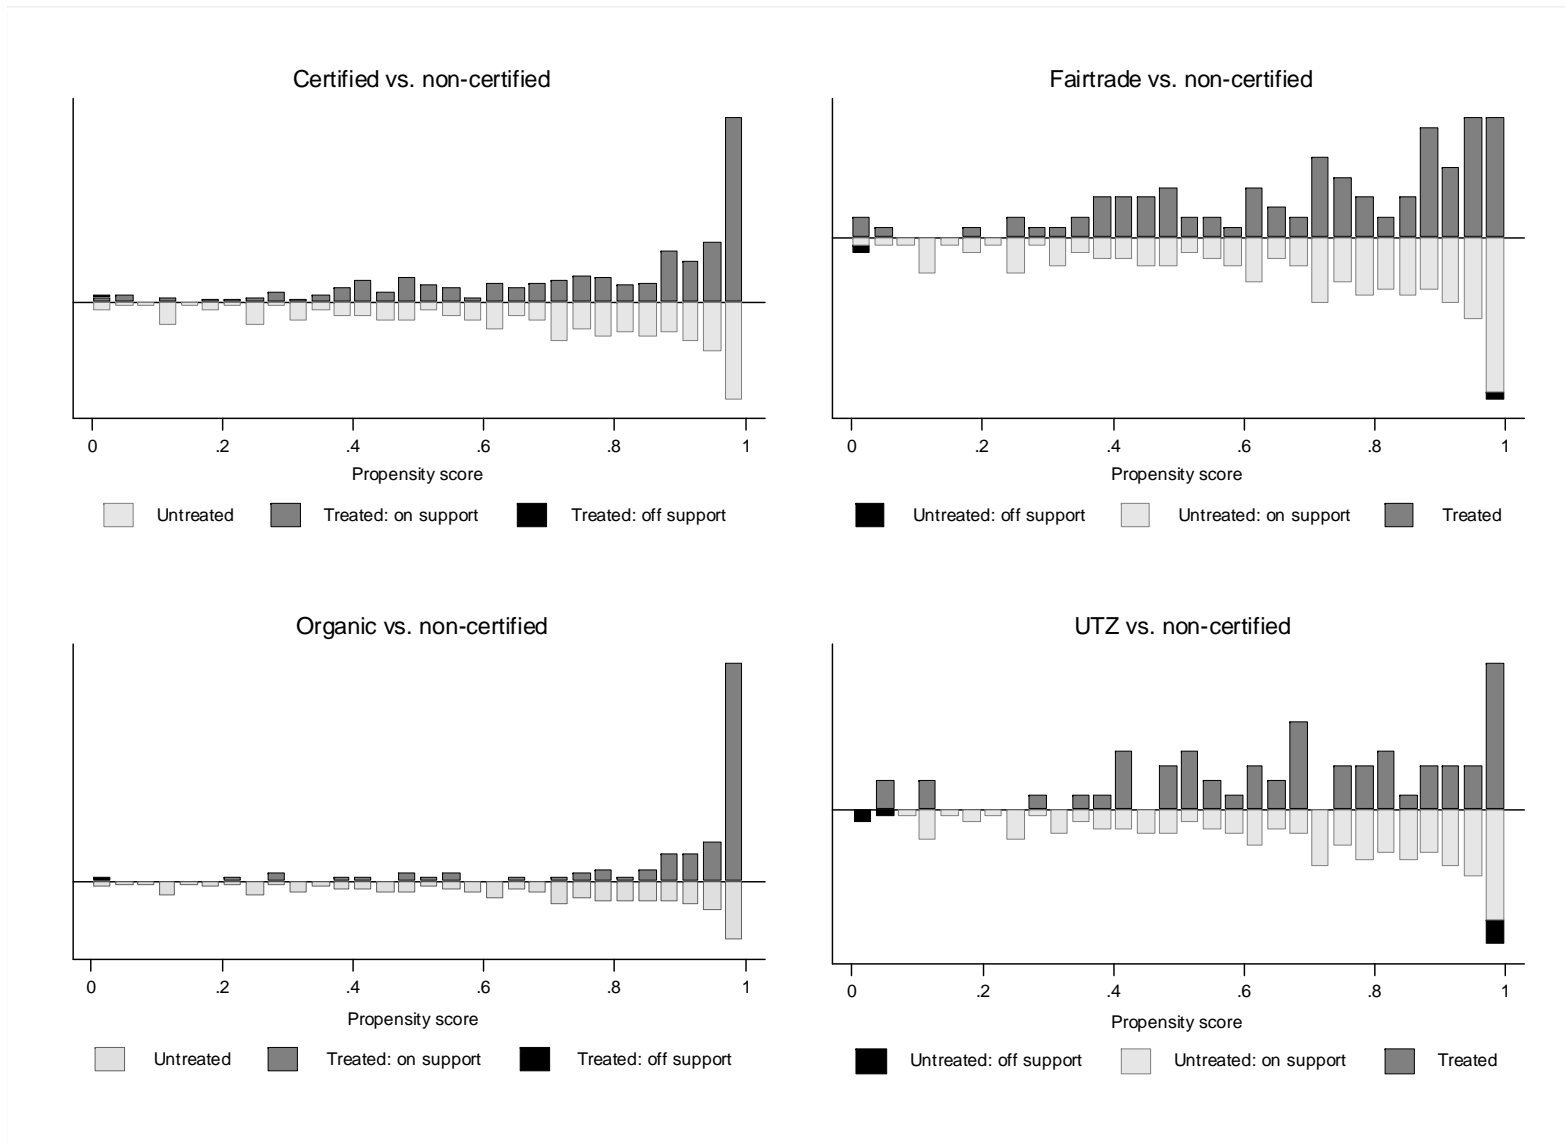 Certified vs. non-certified
Fairtrade vs. non-certified
0 .2 .4 .6 .8 1
0 .2 .4 .6 .8 1
Propensity score
Propensity score
Untreated Treated: on support Treated: off support
Untreated: off support Untreated: on support Treated
Organic vs. non-certified
UTZ vs. non-certified
0 .2 .4 .6 .8 1
0 .2 .4 .6 .8 1
Propensity score
Propensity score
Untreated Treated: on support Treated: off support
Untreated: off support Untreated: on support Treated